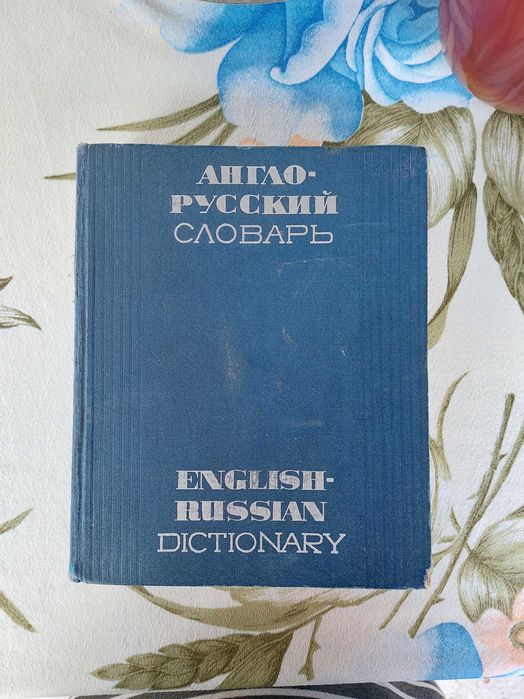 АНГЛО-
РУССКИЙ
СЛОВАРЬ
ENGLISH-
RUSSIAN
DICTIONARY